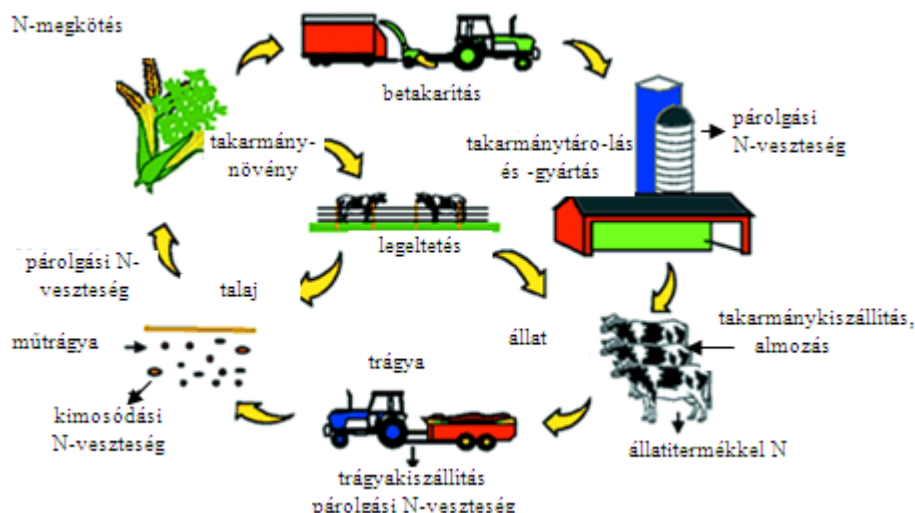 N-megkötés
betakarítás
takarmány-
növény
takarmánytáro-lás
és -gyártás
párolgási
N-veszteség
legeltetés
párolgási N-
veszteség
talaj
állat
takarmánykiszállítás,
almozás
műtrágya
trágya
kimosódási
N-veszteség
állatitermékkel N
trágyakiszállítás
párolgási N-veszteség